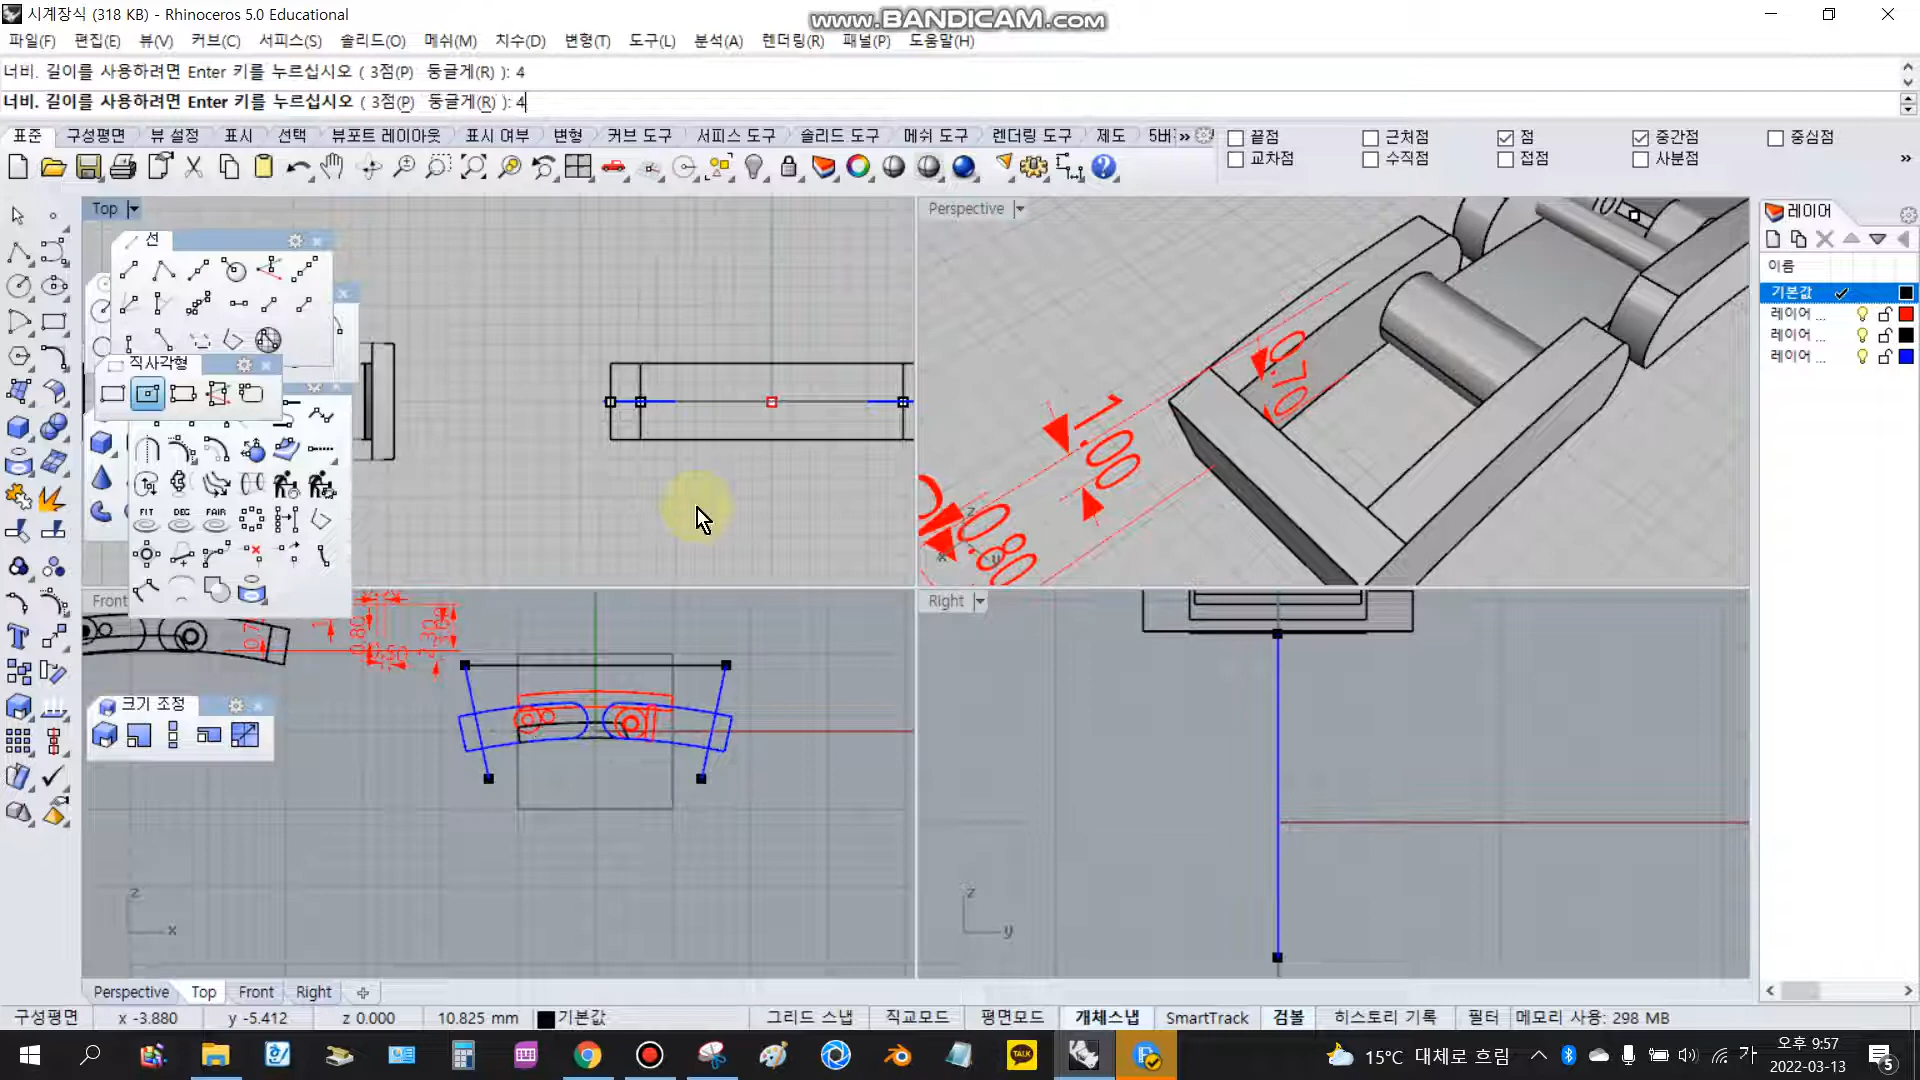 시계장식 (318 KB) - Rhinoceros 5.0 Educational
www.BANDICAM.com
파일(F) 편집(E) 뷰(V) 커브(C) 서피스(S) 솔리드(O) 메쉬(M) 치수(D) 변형(T) 도구(L) 분석(A) 렌더링(R) 패널(P) 도움말(H)
너비. 길이를 사용하려면 Enter 키를 누르십시오 ( 3점(P) 둥글게(R) ): 4
너비. 길이를 사용하려면 Enter 키를 누르십시오 ( 3점(P) 둥글게(R) ): 4
표준 구성평면 뷰 설정 표시 선택 뷰포트 레이아웃 표시 여부 변형 커브 도구 서피스 도구 솔리드 도구 메쉬 도구 렌더링 도구 제도 5버 »
끝점 근처점 점 중간점 중심점
교차점 수직점 접점 사분점 »
Top
Perspective
레이어
선
이름
기본값
레이어 ...
레이어 ...
레이어 ...
직사각형
0.70
1.00
0.80
FIT DEG FAIR
Front
Right
0.80
크기 조정
z
x
z
y
Perspective Top Front Right
구성평면 x -3.880 y -5.412 z 0.000 10.825 mm 기본값 그리드 스냅 직교모드 평면모드 개체스냅 SmartTrack 검볼 히스토리 기록 필터 메모리 사용: 298 MB
TALK
15°C 대체로 흐림
가
오후 9:57
2022-03-13
5